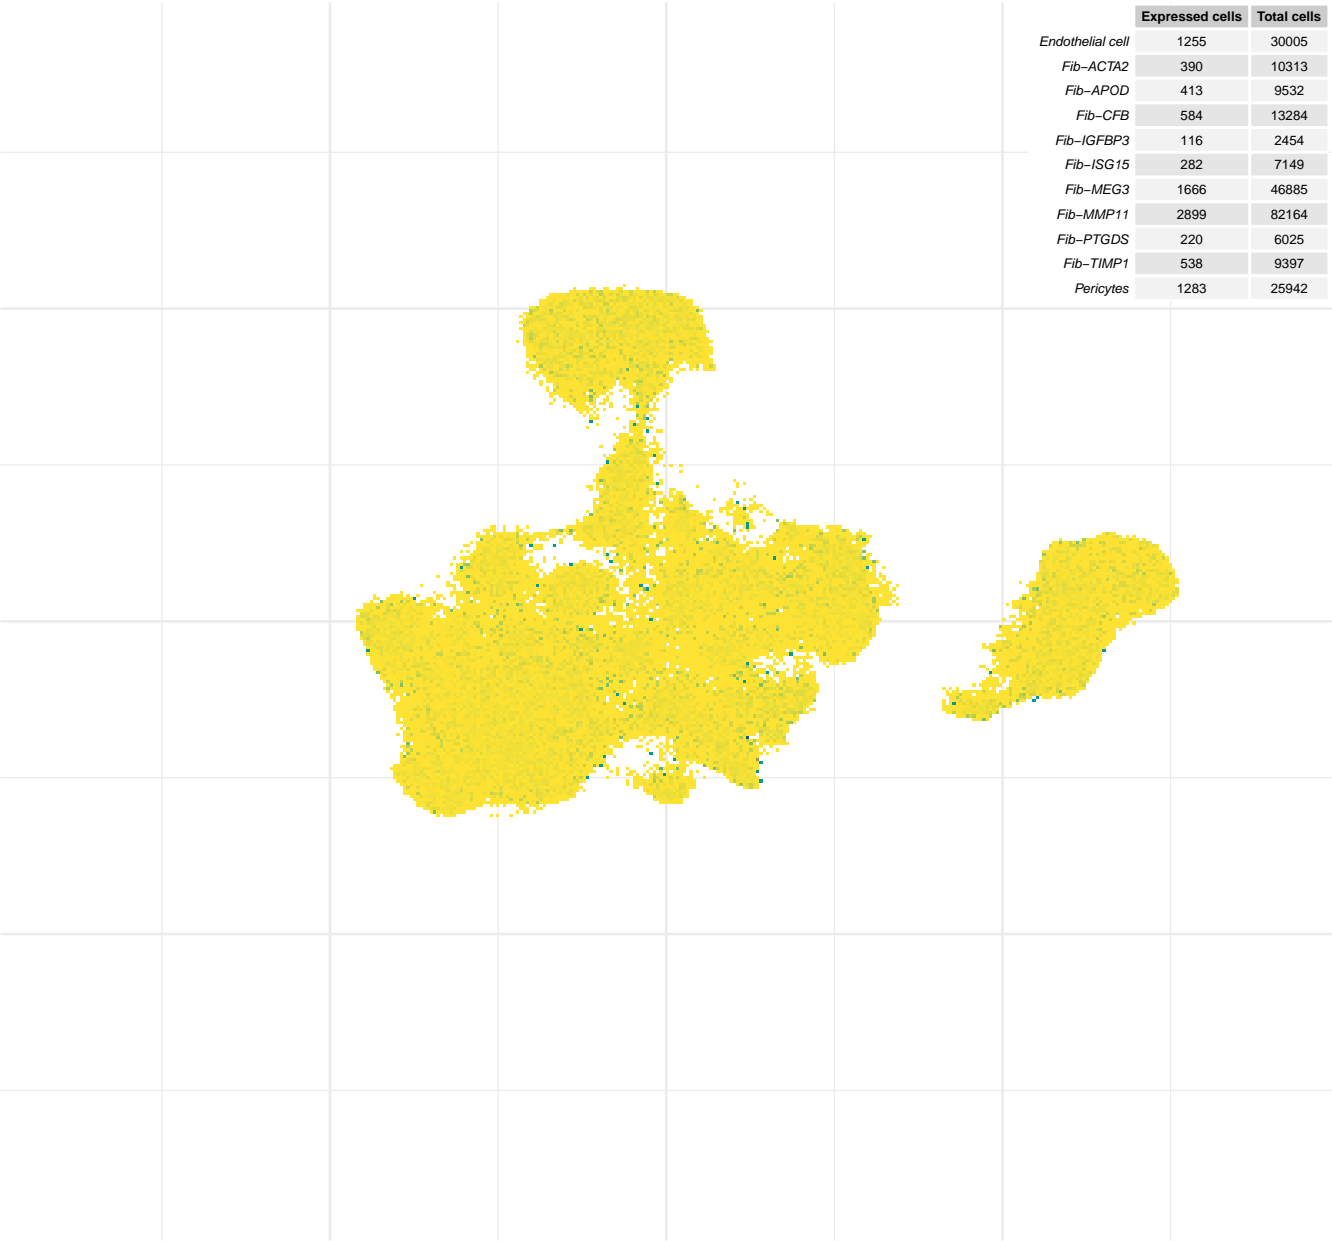 Expressed cells Total cells
Endothelial cell 1255 30005
Fib−ACTA2 390 10313
Fib−APOD 413 9532
Fib−CFB 584 13284
Fib−IGFBP3 116 2454
Fib−ISG15 282 7149
Fib−MEG3 1666 46885
Fib−MMP11 2899 82164
Fib−PTGDS 220 6025
Fib−TIMP1 538 9397
Pericytes 1283 25942